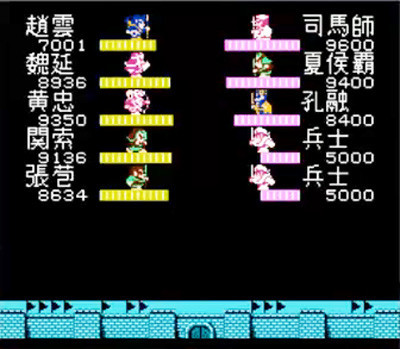 趙雲
7001
魏延
8936
黄忠
9350
関索
9136
張苞
8634
司馬師
9600
夏侯覇
9400
孔融
8400
兵士
5000
兵士
5000